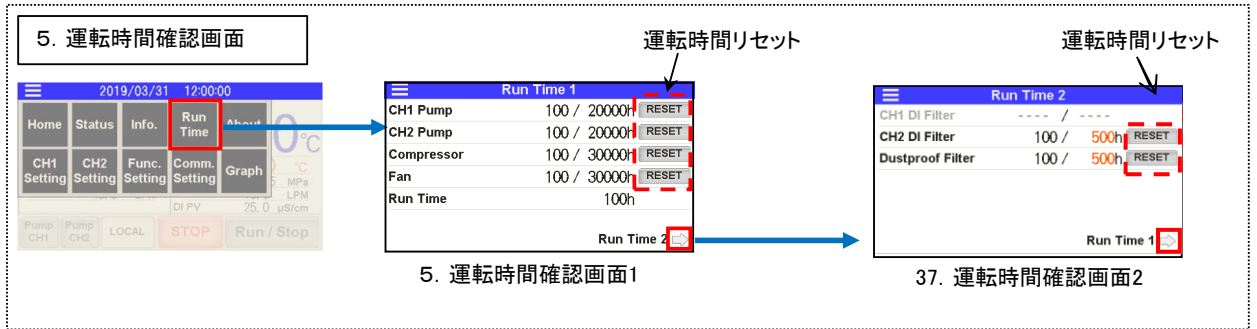 5. 運転時間確認画面
2019/03/31 12:00:00
Home Status Info. Run Time About
CH1 Setting CH2 Setting Func. Setting Comm. Setting Graph
0℃
℃
MPa
LPM
DI PV 25.0 μS/cm
Pump CH1 Pump CH2 LOCAL STOP Run / Stop
運転時間リセット
Run Time 1
CH1 Pump 100 / 20000h RESET
CH2 Pump 100 / 20000h RESET
Compressor 100 / 30000h RESET
Fan 100 / 30000h RESET
Run Time 100h
Run Time 2
5. 運転時間確認画面1
運転時間リセット
Run Time 2
CH1 DI Filter ---- / ----
CH2 DI Filter 100 / 500h RESET
Dustproof Filter 100 / 500h RESET
Run Time 1
37. 運転時間確認画面2